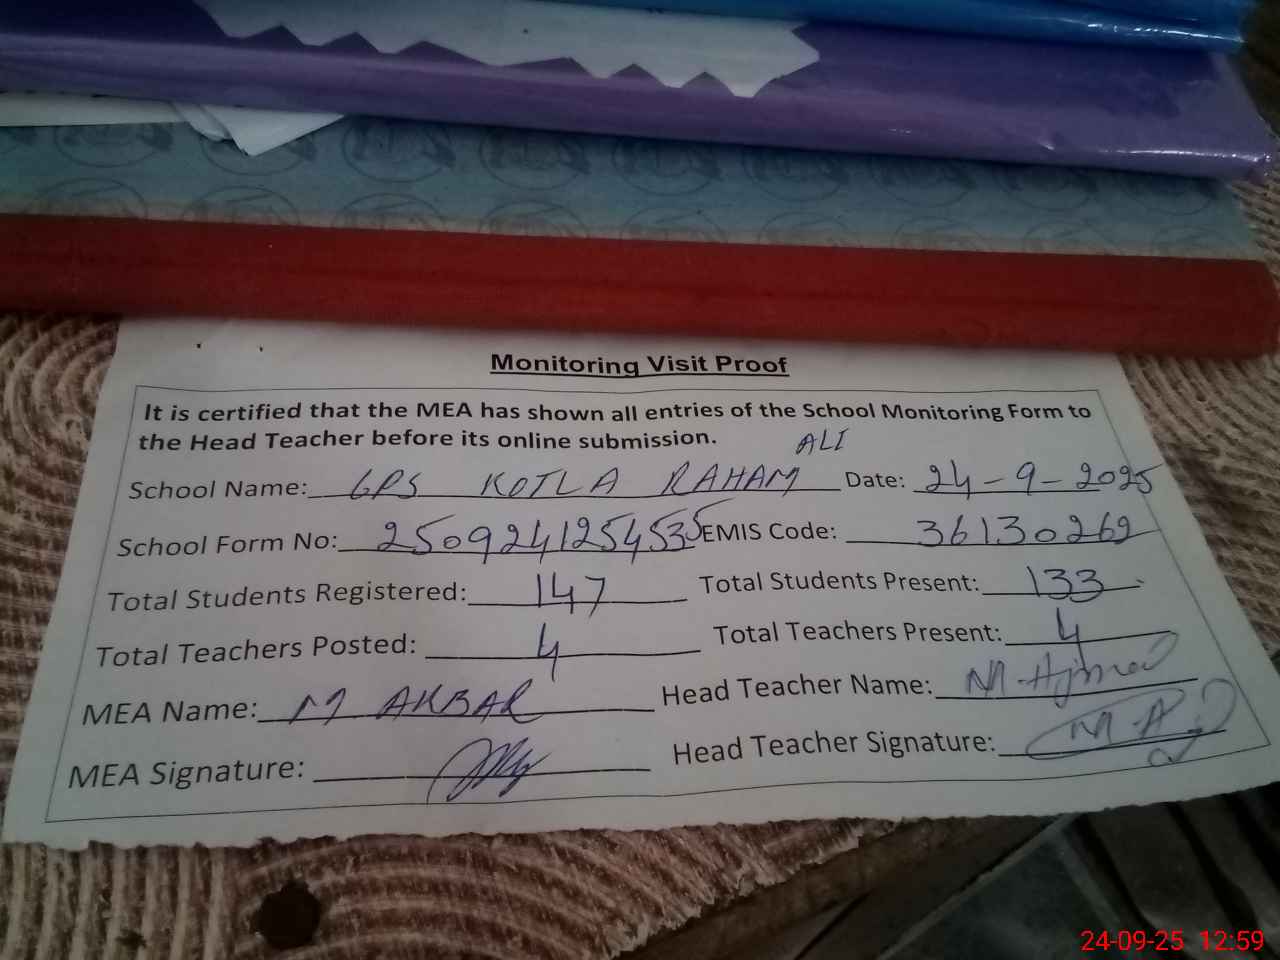 Monitoring Visit Proof
It is certified that the MEA has shown all entries of the School Monitoring Form to
the Head Teacher before its online submission.
ALI
School Name: GPS KOTLA RAHAM Date: 24-9-2025
School Form No: 2509241254535 EMIS Code: 36130262
Total Students Registered: 147 Total Students Present: 133
Total Teachers Posted: 4 Total Teachers Present: 4
MEA Name: M AKBAR Head Teacher Name: M-Ajmal
MEA Signature: Head Teacher Signature: M-A
24-09-25 12:59